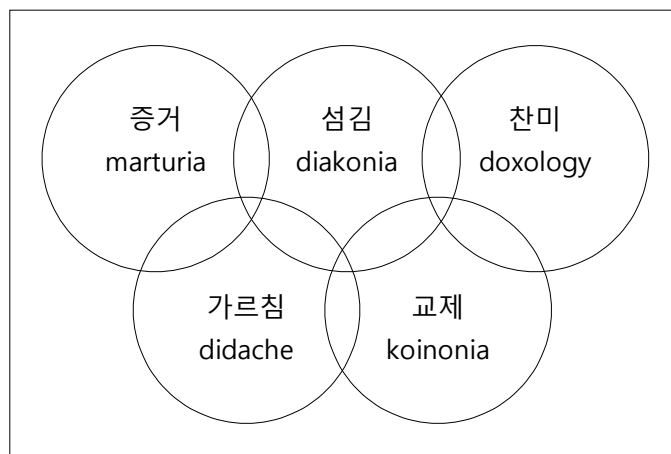 증거
marturia
섬김
diakonia
찬미
doxology
가르침
didache
교제
koinonia